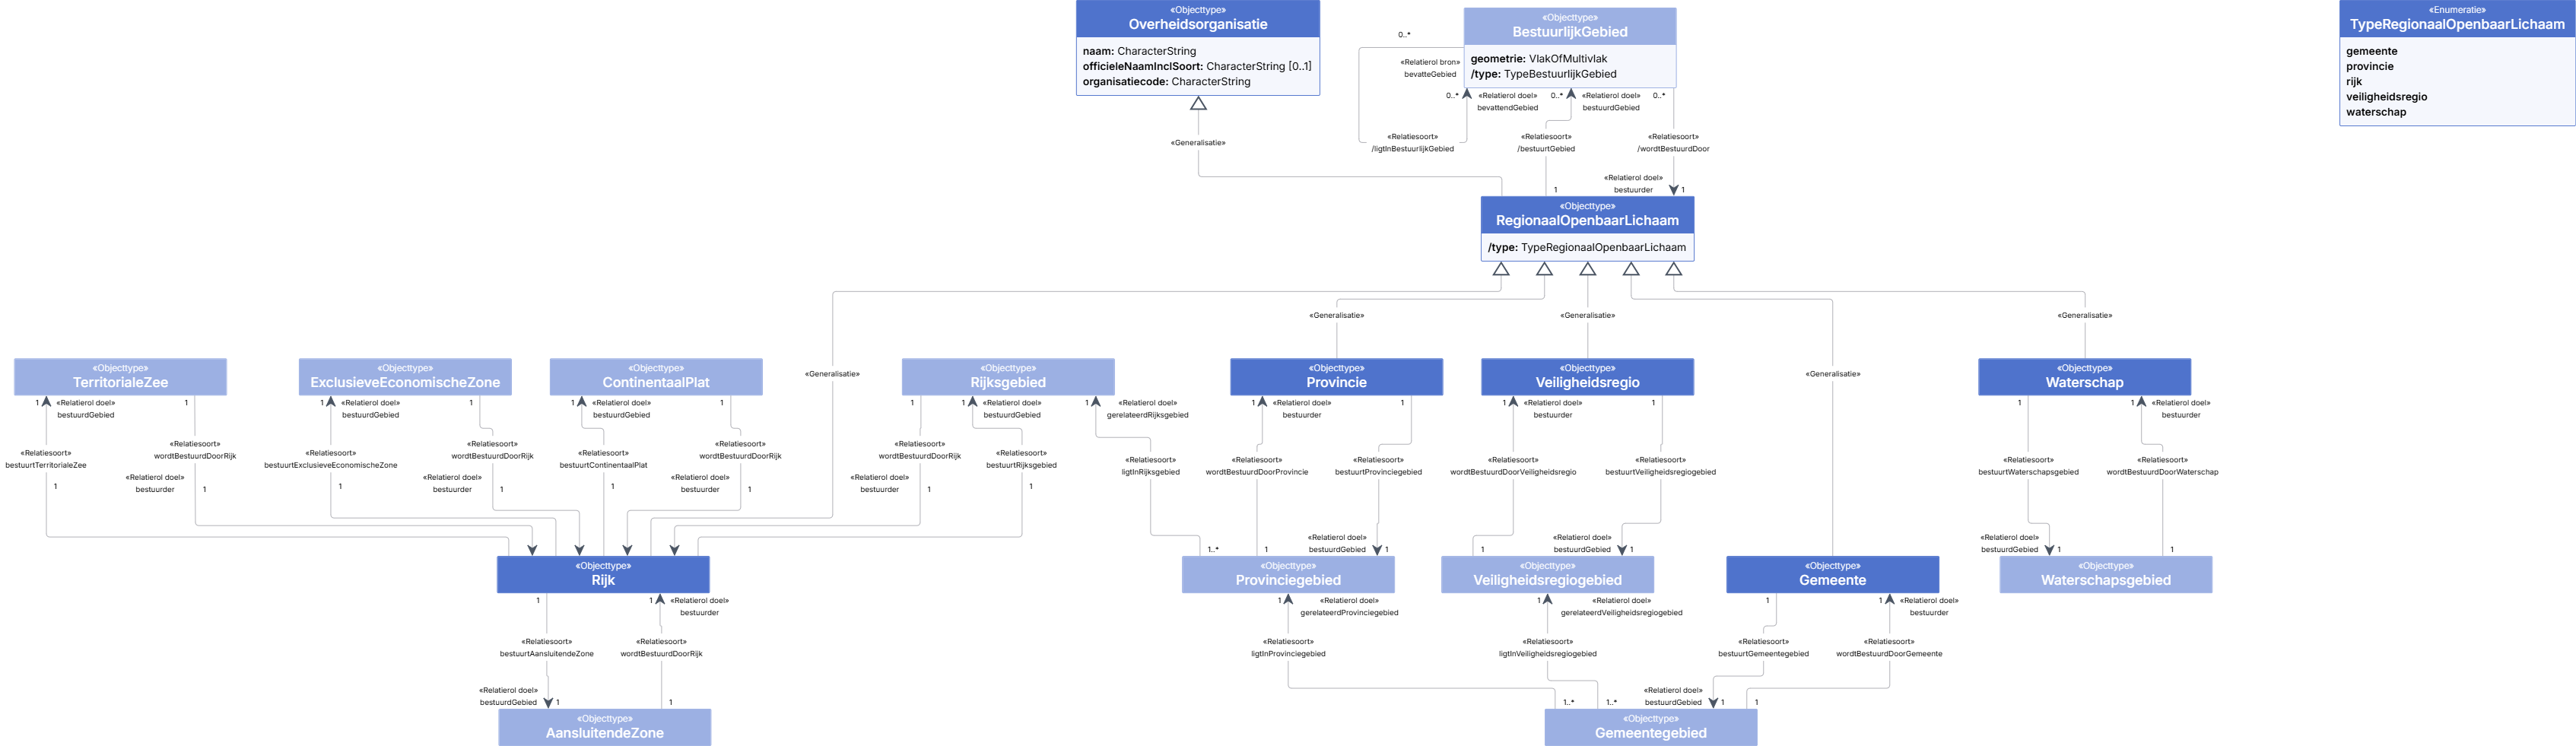 «Objecttype»
Overheidsorganisatie
naam: CharacterString
officieleNaamInclSoort: CharacterString [0..1]
organisatiecode: CharacterString
«Objecttype»
BestuurlijkGebied
geometrie: VlakOfMultivlak
/type: TypeBestuurlijkGebied
«Enumeratie»
TypeRegionaalOpenbaarLichaam
gemeente
provincie
rijk
veiligheidsregio
waterschap
0..*
«Relatierol bron»
bevatteGebied
0..*
«Relatierol doel»
bevattendGebied
0..*
«Relatierol doel»
bestuurdGebied
0..*
«Generalisatie»
«Relatiesoort»
/ligtInBestuurlijkGebied
«Relatiesoort»
/bestuurtGebied
«Relatiesoort»
/wordtBestuurdDoor
1
«Relatierol doel»
bestuurder
1
«Objecttype»
RegionaalOpenbaarLichaam
/type: TypeRegionaalOpenbaarLichaam
«Generalisatie»
«Generalisatie»
«Generalisatie»
«Generalisatie»
«Generalisatie»
«Objecttype»
TerritorialeZee
«Objecttype»
ExclusieveEconomischeZone
«Objecttype»
ContinentaalPlat
«Objecttype»
Rijksgebied
«Objecttype»
Provincie
«Objecttype»
Veiligheidsregio
«Objecttype»
Waterschap
1
«Relatierol doel»
bestuurdGebied
1
1
«Relatierol doel»
bestuurdGebied
1
1
«Relatierol doel»
bestuurdGebied
1
1
1
«Relatierol doel»
bestuurdGebied
1
«Relatierol doel»
gerelateerdRijksgebied
1
«Relatierol doel»
bestuurder
1
1
«Relatierol doel»
bestuurder
1
1
1
«Relatierol doel»
bestuurder
«Relatiesoort»
bestuurtTerritorialeZee
1
«Relatiesoort»
wordtBestuurdDoorRijk
«Relatierol doel»
bestuurder
1
«Relatiesoort»
bestuurtExclusieveEconomischeZone
1
«Relatiesoort»
wordtBestuurdDoorRijk
«Relatierol doel»
bestuurder
1
«Relatiesoort»
bestuurtContinentaalPlat
1
«Relatiesoort»
wordtBestuurdDoorRijk
«Relatierol doel»
bestuurder
1
«Relatiesoort»
wordtBestuurdDoorRijk
«Relatierol doel»
bestuurder
1
«Relatiesoort»
bestuurtRijksgebied
1
«Relatiesoort»
ligtInRijksgebied
«Relatiesoort»
wordtBestuurdDoorProvincie
«Relatiesoort»
bestuurtProvinciegebied
«Relatiesoort»
wordtBestuurdDoorVeiligheidsregio
«Relatiesoort»
bestuurtVeiligheidsregiogebied
«Relatiesoort»
bestuurtWaterschapsgebied
«Relatiesoort»
wordtBestuurdDoorWaterschap
1..*
1
«Relatierol doel»
bestuurdGebied
1
1
«Relatierol doel»
bestuurdGebied
1
«Relatierol doel»
bestuurdGebied
1
1
«Objecttype»
Rijk
«Objecttype»
Provinciegebied
«Objecttype»
Veiligheidsregiogebied
«Objecttype»
Gemeente
«Objecttype»
Waterschapsgebied
1
1
«Relatierol doel»
bestuurder
1
«Relatierol doel»
gerelateerdProvinciegebied
1
«Relatierol doel»
gerelateerdVeiligheidsregiogebied
1
1
«Relatierol doel»
bestuurder
«Relatiesoort»
bestuurtAansluitendeZone
«Relatiesoort»
wordtBestuurdDoorRijk
«Relatiesoort»
ligtInProvinciegebied
«Relatiesoort»
ligtInVeiligheidsregiogebied
«Relatiesoort»
bestuurtGemeentegebied
«Relatiesoort»
wordtBestuurdDoorGemeente
«Relatierol doel»
bestuurdGebied
1
1
1..*
1..*
«Relatierol doel»
bestuurdGebied
1
1
«Objecttype»
AansluitendeZone
«Objecttype»
Gemeentegebied